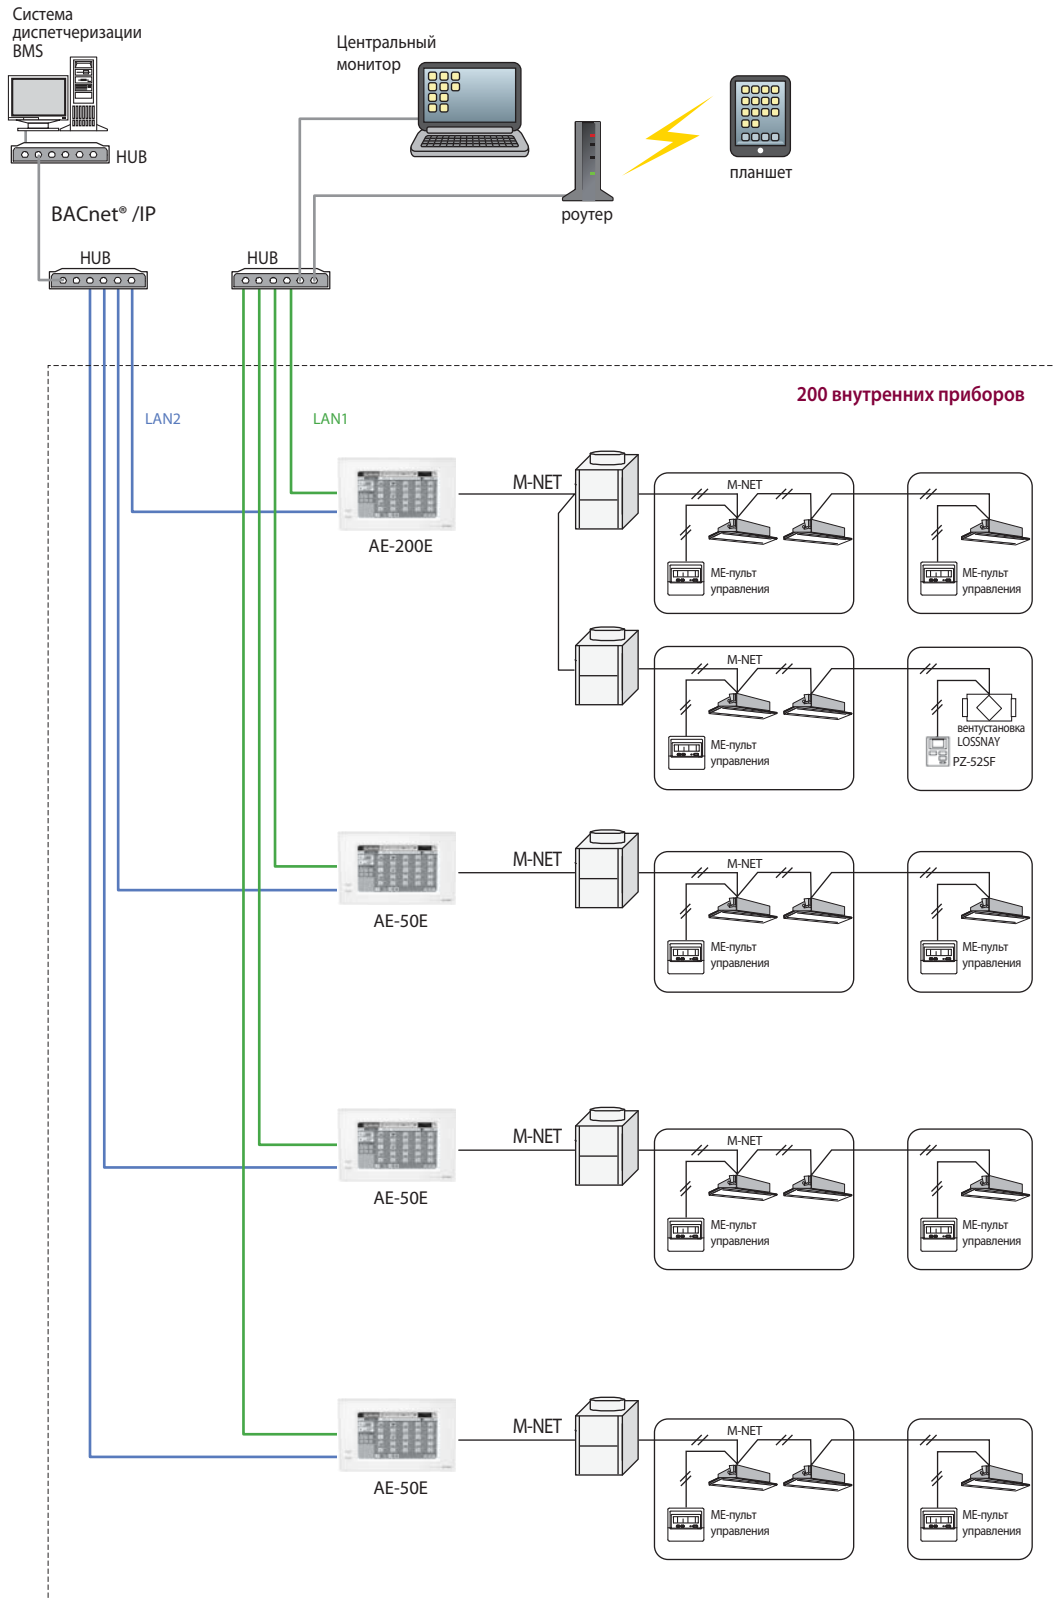 Система
диспетчеризации
BMS
Центральный
монитор
HUB
планшет
роутер
BACnet® /IP
HUB
HUB
200 внутренних приборов
LAN2
LAN1
M-NET
M-NET
AE-200E
ME-пульт
управления
ME-пульт
управления
M-NET
ME-пульт
управления
вентустановка
LOSSNAY
PZ-52SF
M-NET
M-NET
AE-50E
ME-пульт
управления
ME-пульт
управления
M-NET
M-NET
AE-50E
ME-пульт
управления
ME-пульт
управления
M-NET
M-NET
AE-50E
ME-пульт
управления
ME-пульт
управления